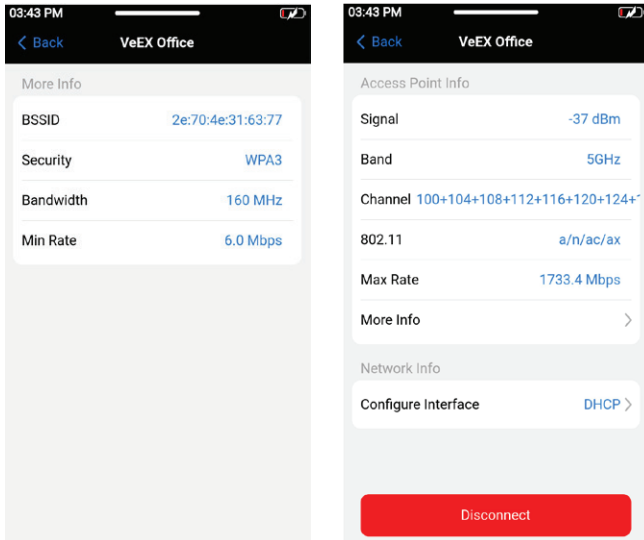 03:43 PM
Back
VeEX Office
More Info
BSSID 2e:70:4e:31:63:77
Security WPA3
Bandwidth 160 MHz
Min Rate 6.0 Mbps
03:43 PM
Back
VeEX Office
Access Point Info
Signal -37 dBm
Band 5GHz
Channel 100+104+108+112+116+120+124+
802.11 a/n/ac/ax
Max Rate 1733.4 Mbps
More Info
Network Info
Configure Interface DHCP
Disconnect